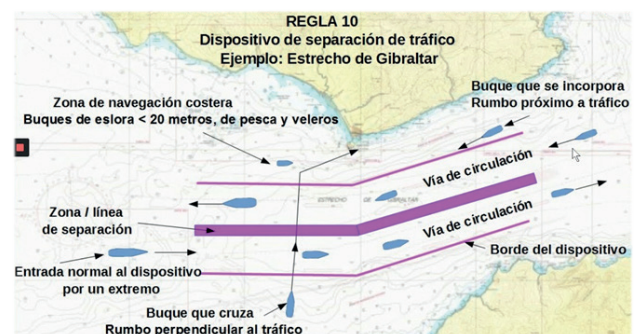 REGLA 10
Dispositivo de separación de tráfico
Ejemplo: Estrecho de Gibraltar
Zona de navegación costera
Buques de eslora < 20 metros, de pesca y veleros
Buque que se incorpora
Rumbo próximo a tráfico
Vía de circulación
ESTRECHO DE GIBRALTAR
Zona / línea
de separación
Vía de circulación
Borde del dispositivo
Entrada normal al dispositivo
por un extremo
Buque que cruza
Rumbo perpendicular al tráfico